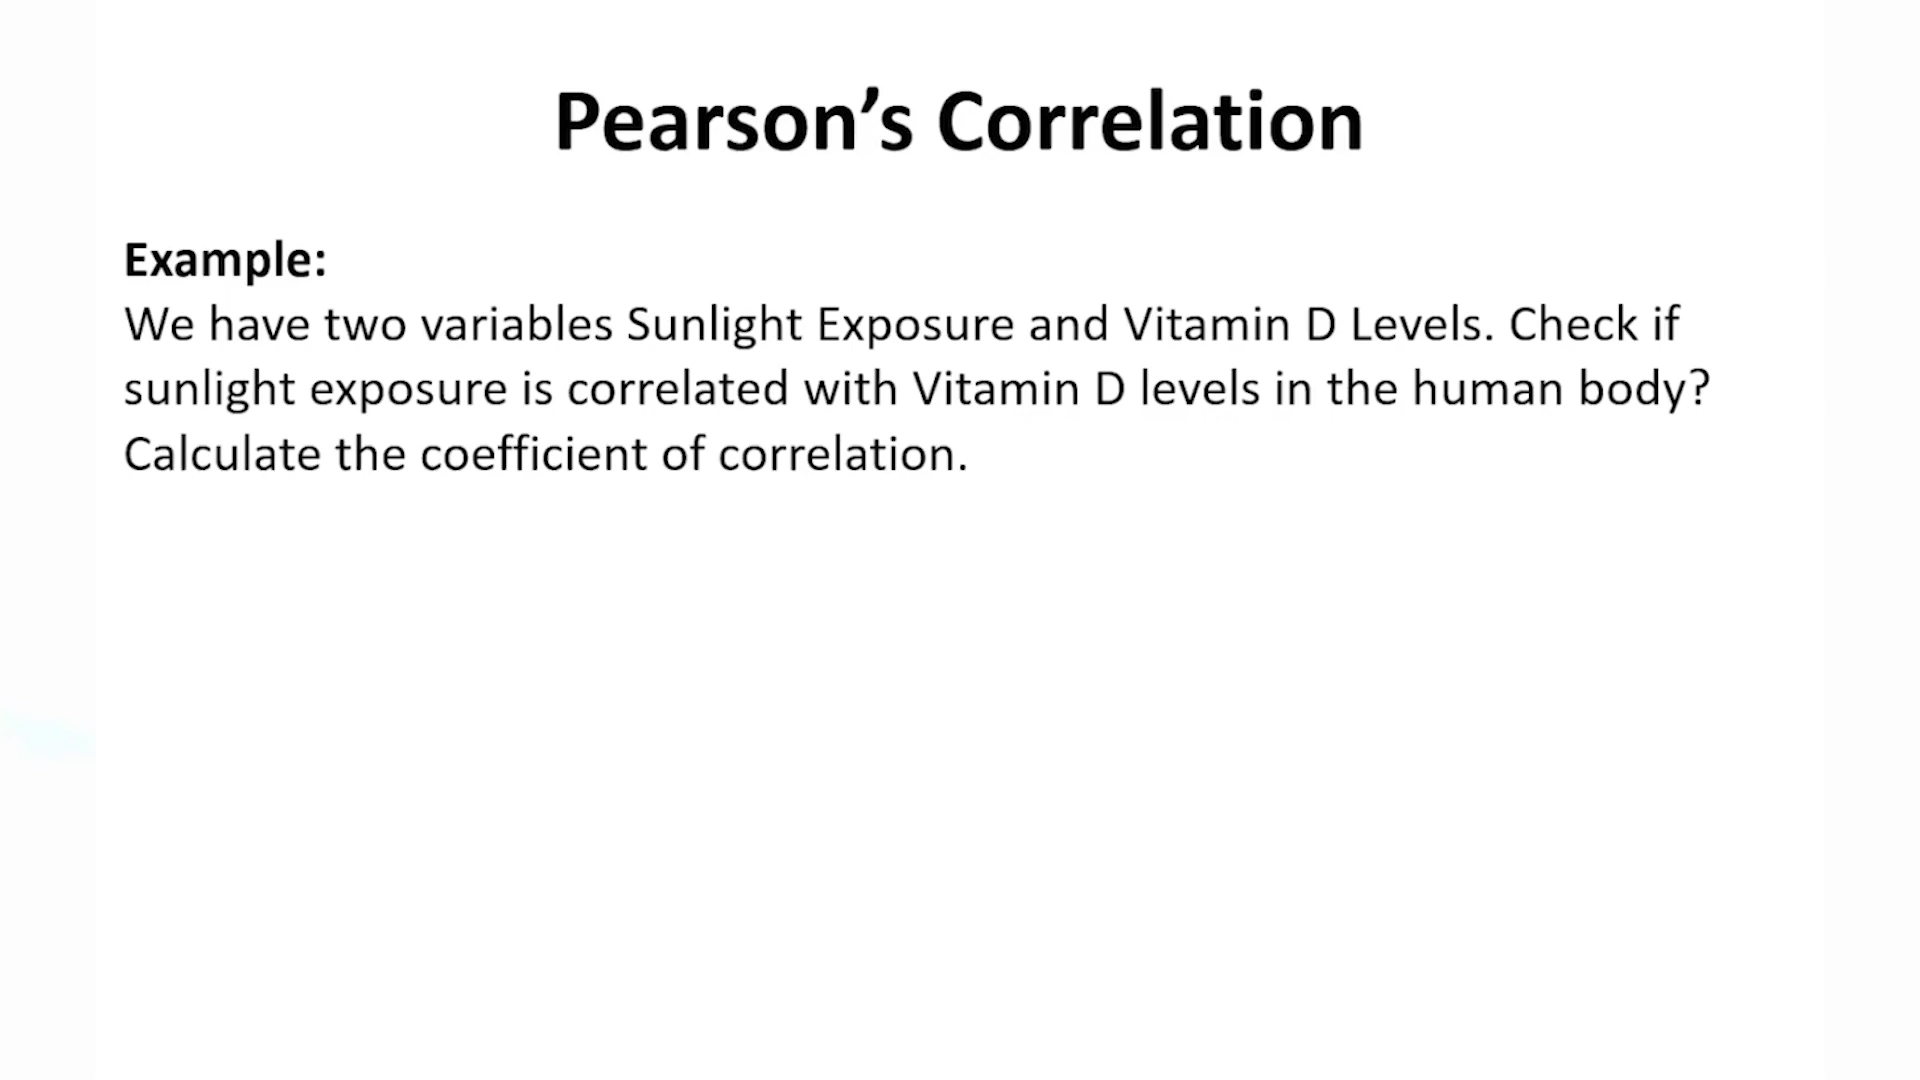 Pearson’s Correlation
Example:
We have two variables Sunlight Exposure and Vitamin D Levels. Check if
sunlight exposure is correlated with Vitamin D levels in the human body?
Calculate the coefficient of correlation.